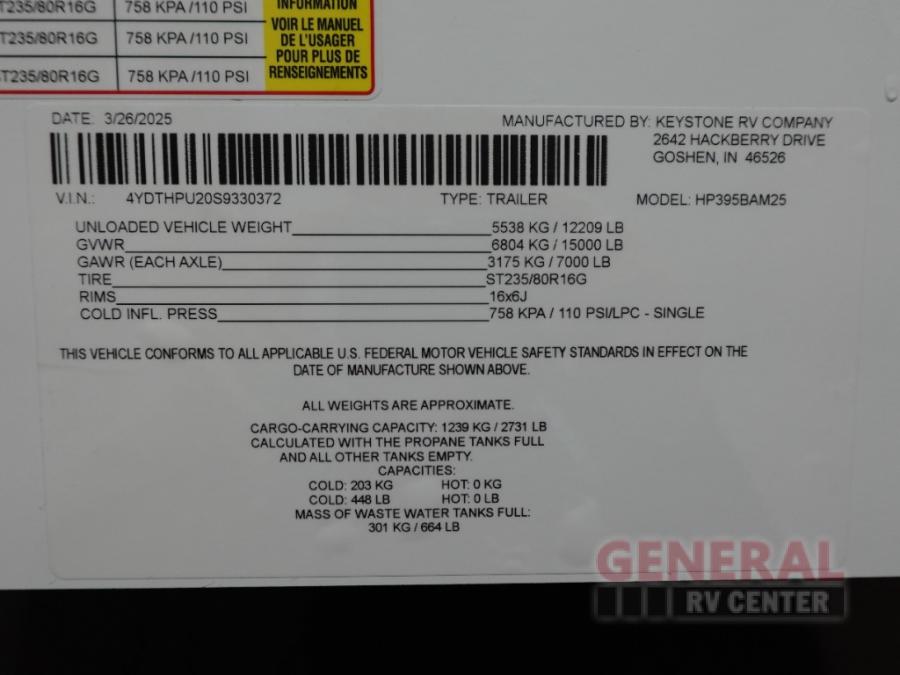 ST235/80R16G 758 KPA/110 PSI INFORMATION
ST235/80R16G 758 KPA/110 PSI
ST235/80R16G 758 KPA/110 PSI
VOIR LE MANUEL
DE L'USAGER
POUR PLUS DE
RENSEIGNEMENTS
DATE: 3/26/2025
MANUFACTURED BY: KEYSTONE RV COMPANY
2642 HACKBERRY DRIVE
GOSHEN, IN 46526
V.I.N.: 4YDTHPU20S9330372 TYPE: TRAILER MODEL: HP395BAM25
UNLOADED VEHICLE WEIGHT 5538 KG / 12209 LB
GVWR 6804 KG / 15000 LB
GAWR (EACH AXLE) 3175 KG / 7000 LB
TIRE ST235/80R16G
RIMS 16x6J
COLD INFL. PRESS 758 KPA / 110 PSI/LPC - SINGLE
THIS VEHICLE CONFORMS TO ALL APPLICABLE U.S. FEDERAL MOTOR VEHICLE SAFETY STANDARDS IN EFFECT ON THE
DATE OF MANUFACTURE SHOWN ABOVE.
ALL WEIGHTS ARE APPROXIMATE.
CARGO-CARRYING CAPACITY: 1239 KG / 2731 LB
CALCULATED WITH THE PROPANE TANKS FULL
AND ALL OTHER TANKS EMPTY.
CAPACITIES:
COLD: 203 KG HOT: 0 KG
COLD: 448 LB HOT: 0 LB
MASS OF WASTE WATER TANKS FULL:
301 KG / 664 LB
GENERAL
RV CENTER